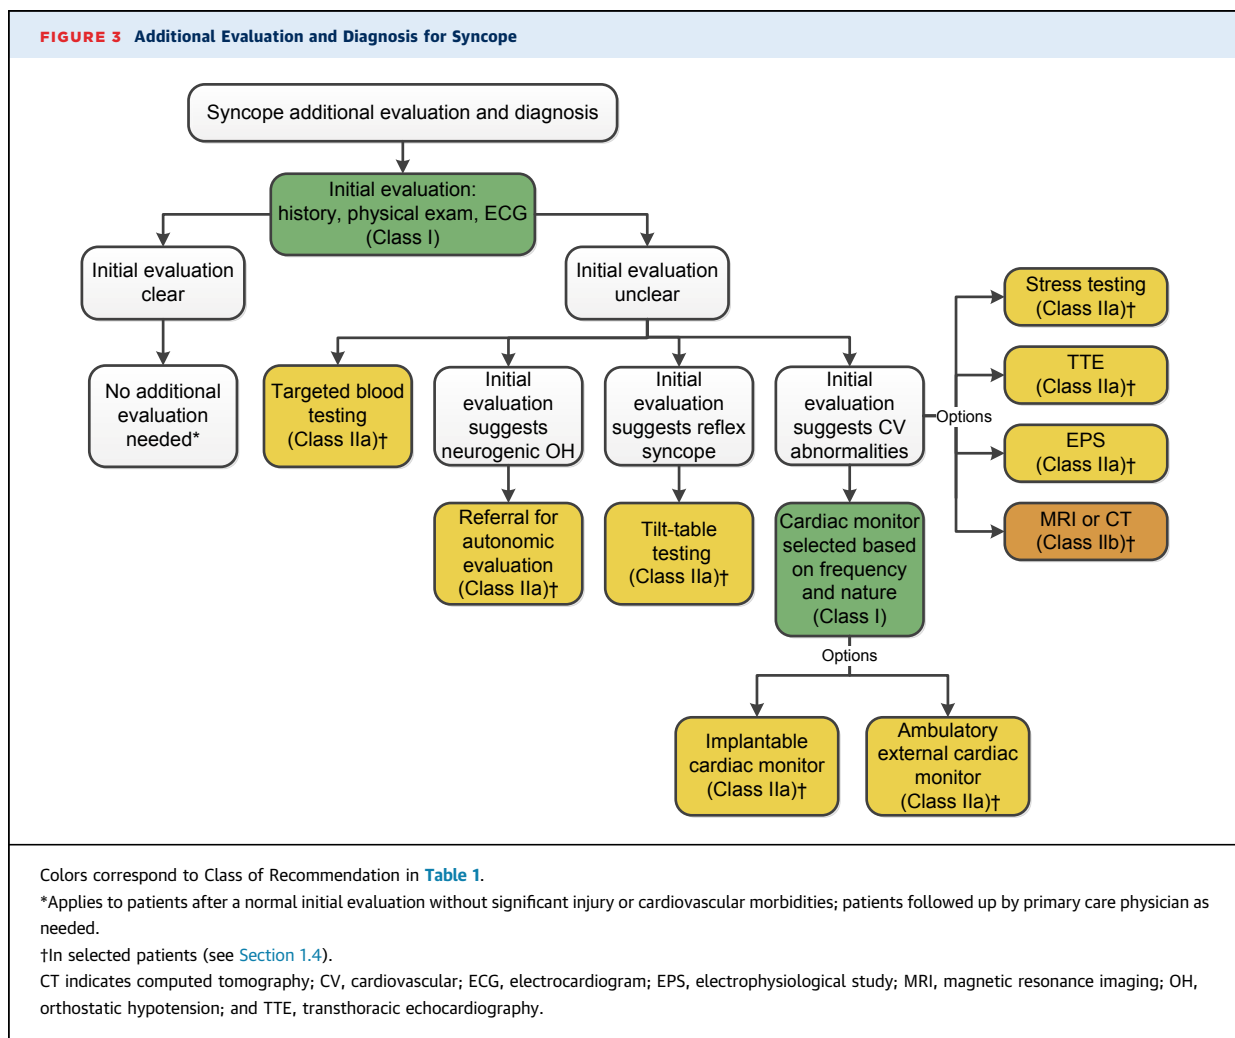 FIGURE 3 Additional Evaluation and Diagnosis for Syncope
Syncope additional evaluation and diagnosis
Initial evaluation:
history, physical exam, ECG
(Class I)
Initial evaluation
clear
Initial evaluation
unclear
No additional
evaluation
needed*
Targeted blood
testing
(Class IIa)†
Initial
evaluation
suggests
neurogenic OH
Initial
evaluation
suggests reflex
syncope
Initial
evaluation
suggests CV
abnormalities
Options
Stress testing
(Class IIa)†
TTE
(Class IIa)†
EPS
(Class IIa)†
MRI or CT
(Class IIb)†
Referral for
autonomic
evaluation
(Class IIa)†
Tilt-table
testing
(Class IIa)†
Cardiac monitor
selected based
on frequency
and nature
(Class I)
Options
Implantable
cardiac monitor
(Class IIa)†
Ambulatory
external cardiac
monitor
(Class IIa)†
Colors correspond to Class of Recommendation in Table 1.
*Applies to patients after a normal initial evaluation without significant injury or cardiovascular morbidities; patients followed up by primary care physician as
needed.
†In selected patients (see Section 1.4).
CT indicates computed tomography; CV, cardiovascular; ECG, electrocardiogram; EPS, electrophysiological study; MRI, magnetic resonance imaging; OH,
orthostatic hypotension; and TTE, transthoracic echocardiography.